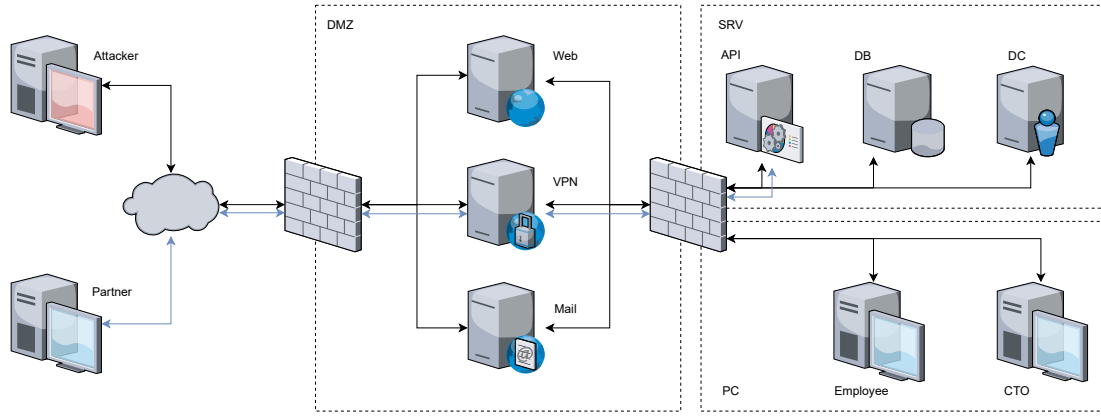 DMZ
SRV
Attacker
Web
API
DB
DC
VPN
Partner
Mail
@
PC
Employee
CTO